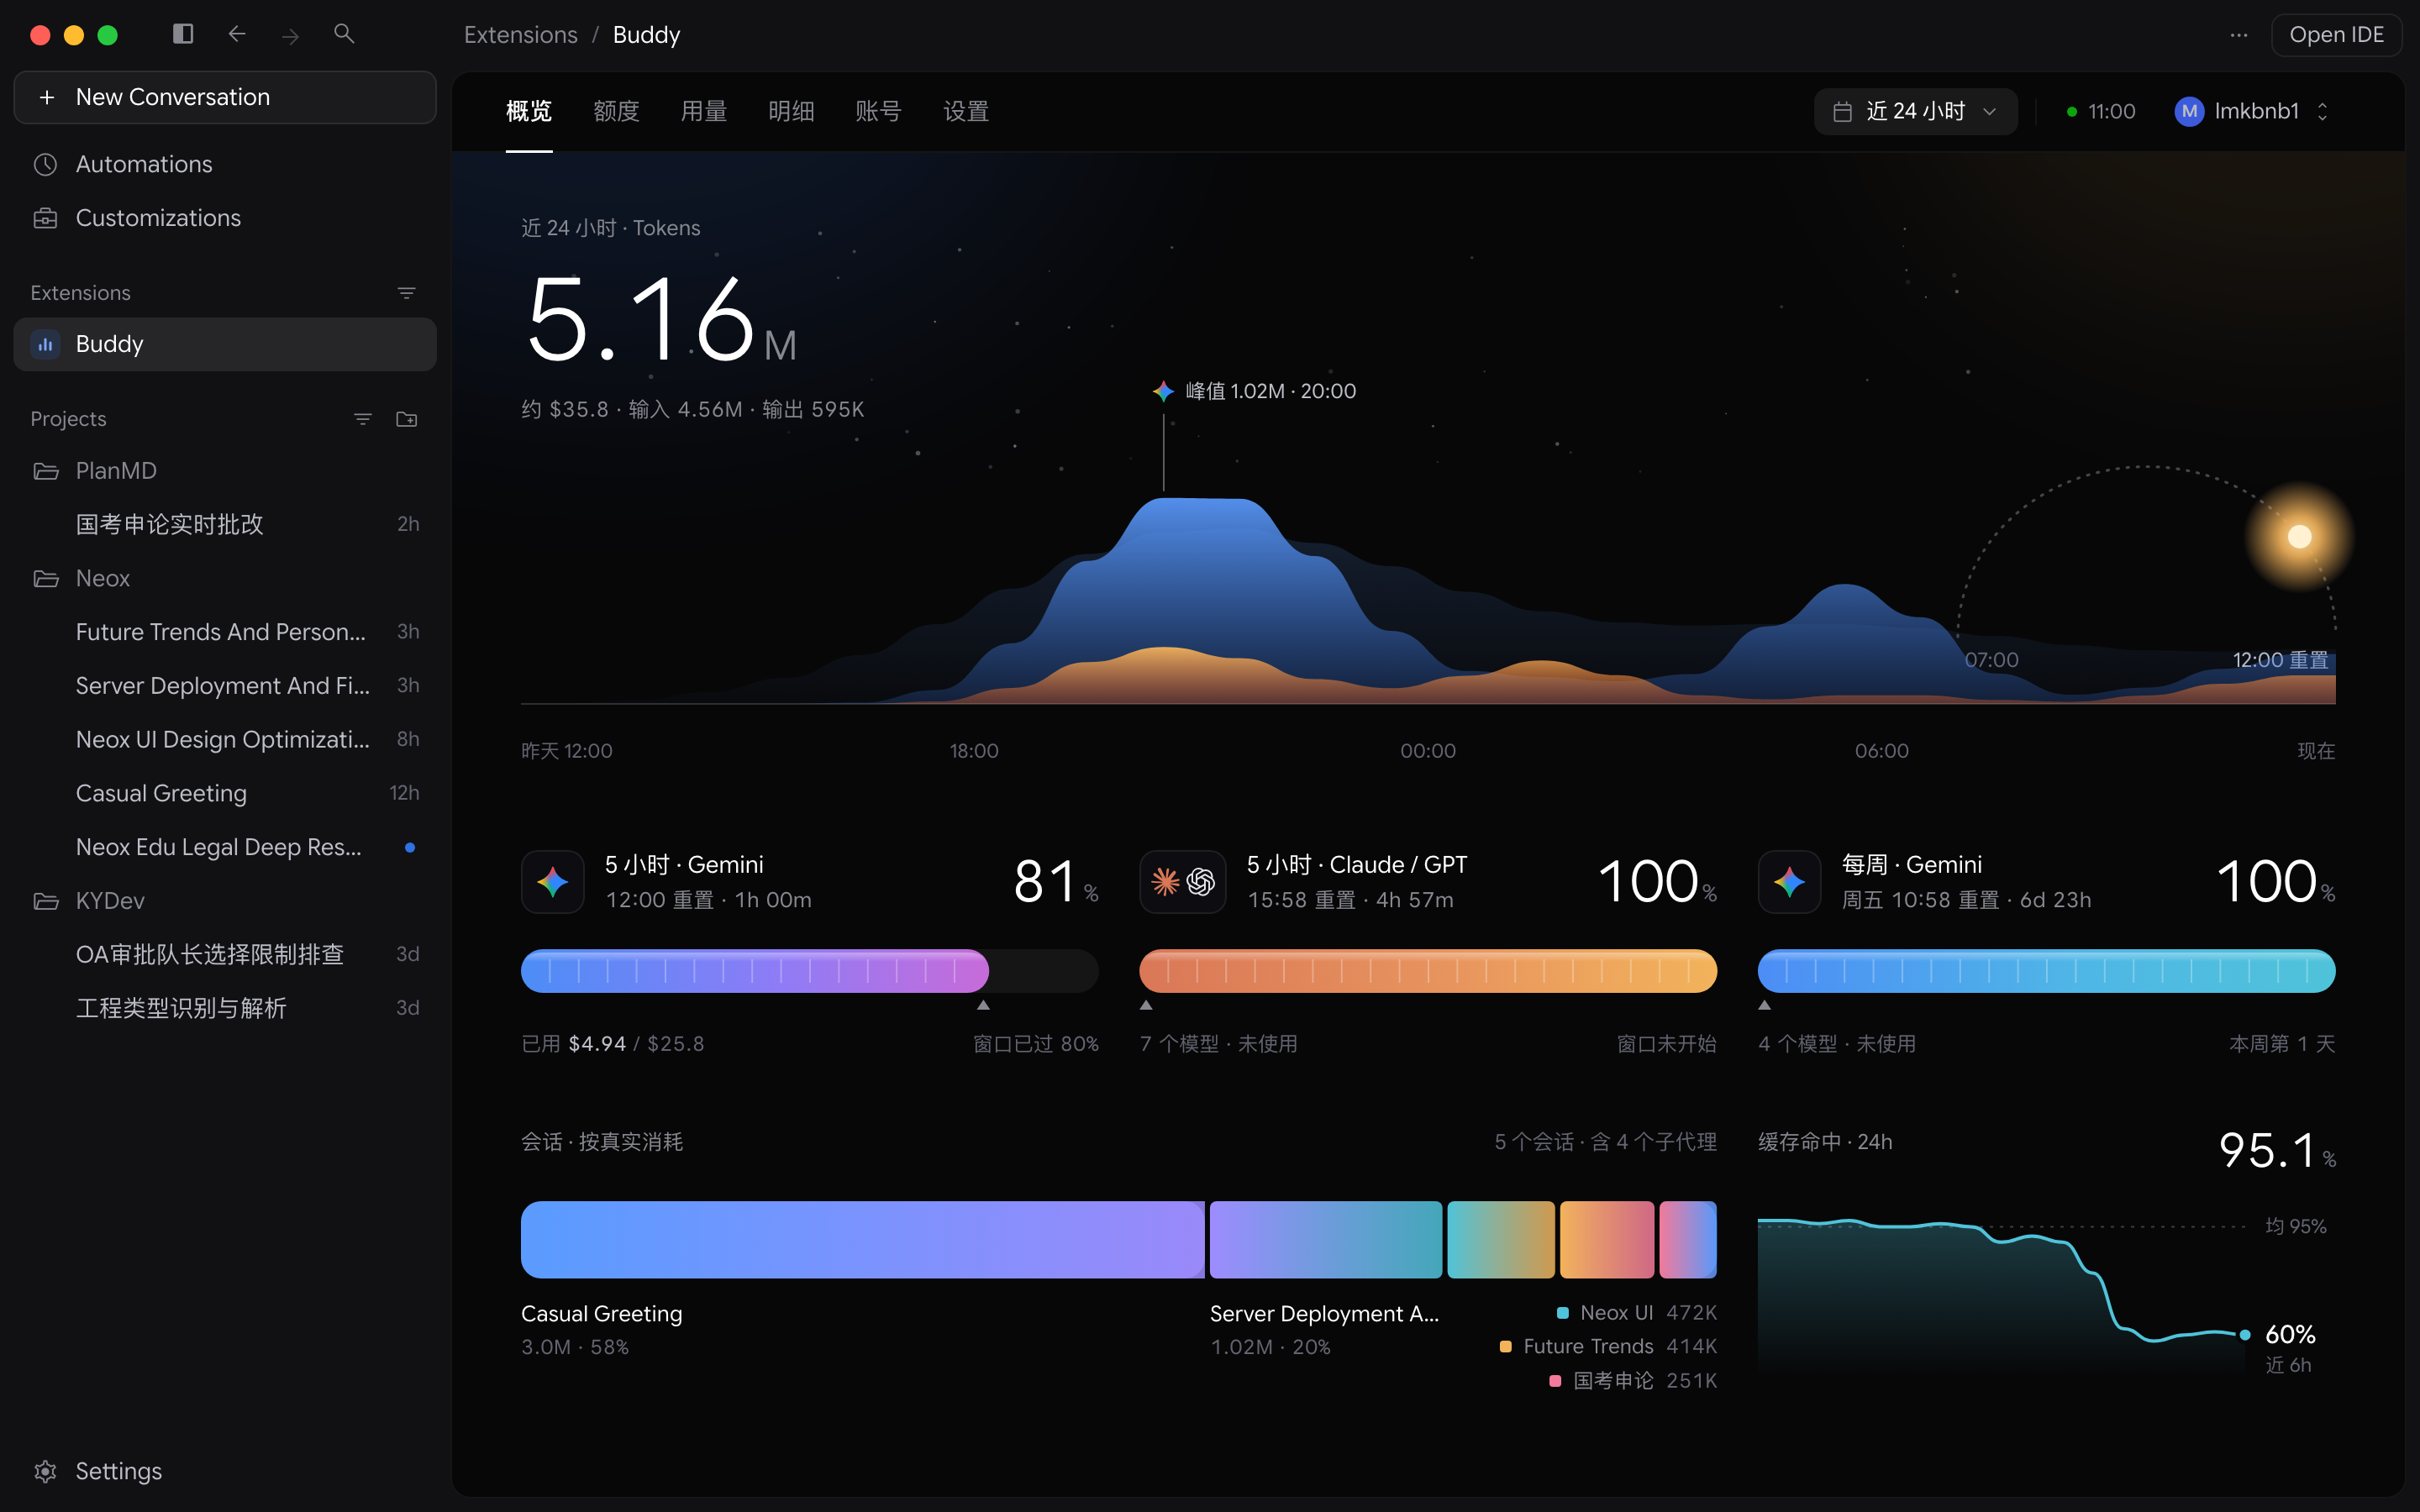 Extensions / Buddy
Open IDE
New Conversation
Automations
Customizations
Extensions
Buddy
Projects
PlanMD
国考申论实时批改 2h
Neox
Future Trends And Person... 3h
Server Deployment And Fi... 3h
Neox UI Design Optimizati... 8h
Casual Greeting 12h
Neox Edu Legal Deep Res...
KYDev
OA审批队长选择限制排查 3d
工程类型识别与解析 3d
Settings
概览 额度 用量 明细 账号 设置
近 24 小时
11:00
M lmkbnb1
近 24 小时 · Tokens
5.16 M
约 $35.8 · 输入 4.56M · 输出 595K
峰值 1.02M · 20:00
07:00 12:00 重置
昨天 12:00 18:00 00:00 06:00 现在
5 小时 · Gemini
12:00 重置 · 1h 00m
81 %
已用 $4.94 / $25.8 窗口已过 80%
5 小时 · Claude / GPT
15:58 重置 · 4h 57m
100 %
7 个模型 · 未使用 窗口未开始
每周 · Gemini
周五 10:58 重置 · 6d 23h
100 %
4 个模型 · 未使用 本周第 1 天
会话 · 按真实消耗 5 个会话 · 含 4 个子代理
Casual Greeting
3.0M · 58%
Server Deployment A...
1.02M · 20%
Neox UI 472K
Future Trends 414K
国考申论 251K
缓存命中 · 24h
95.1 %
均 95%
60%
近 6h